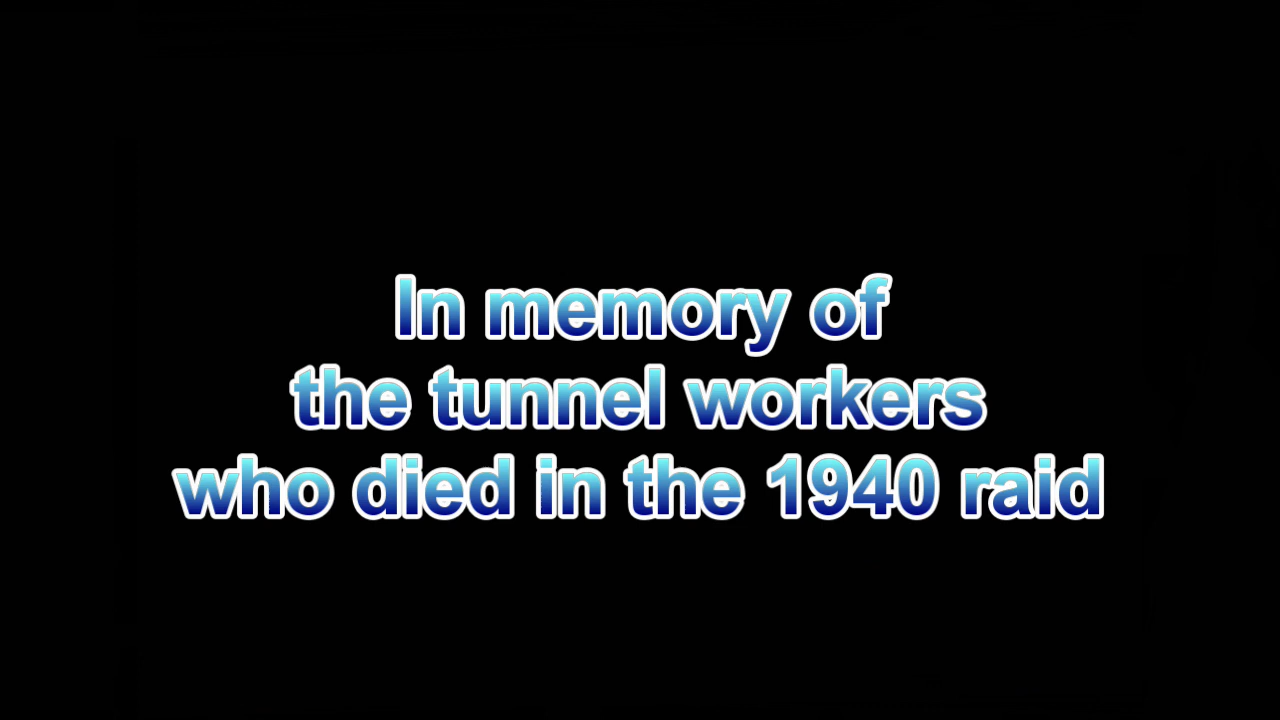 In memory of
the tunnel workers
who died in the 1940 raid